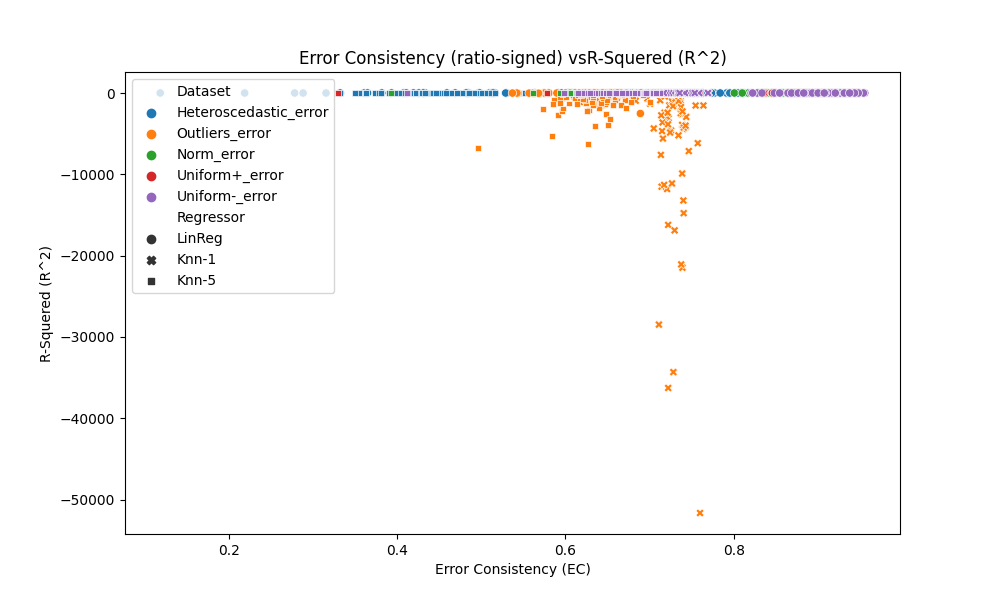 Error Consistency (ratio-signed) vsR-Squered (R^2)
R-Squered (R^2)
0
−10000
−20000
−30000
−40000
−50000
Dataset
Heteroscedastic_error
Outliers_error
Norm_error
Uniform+_error
Uniform-_error
Regressor
LinReg
Knn-1
Knn-5
0.2
0.4
0.6
0.8
Error Consistency (EC)